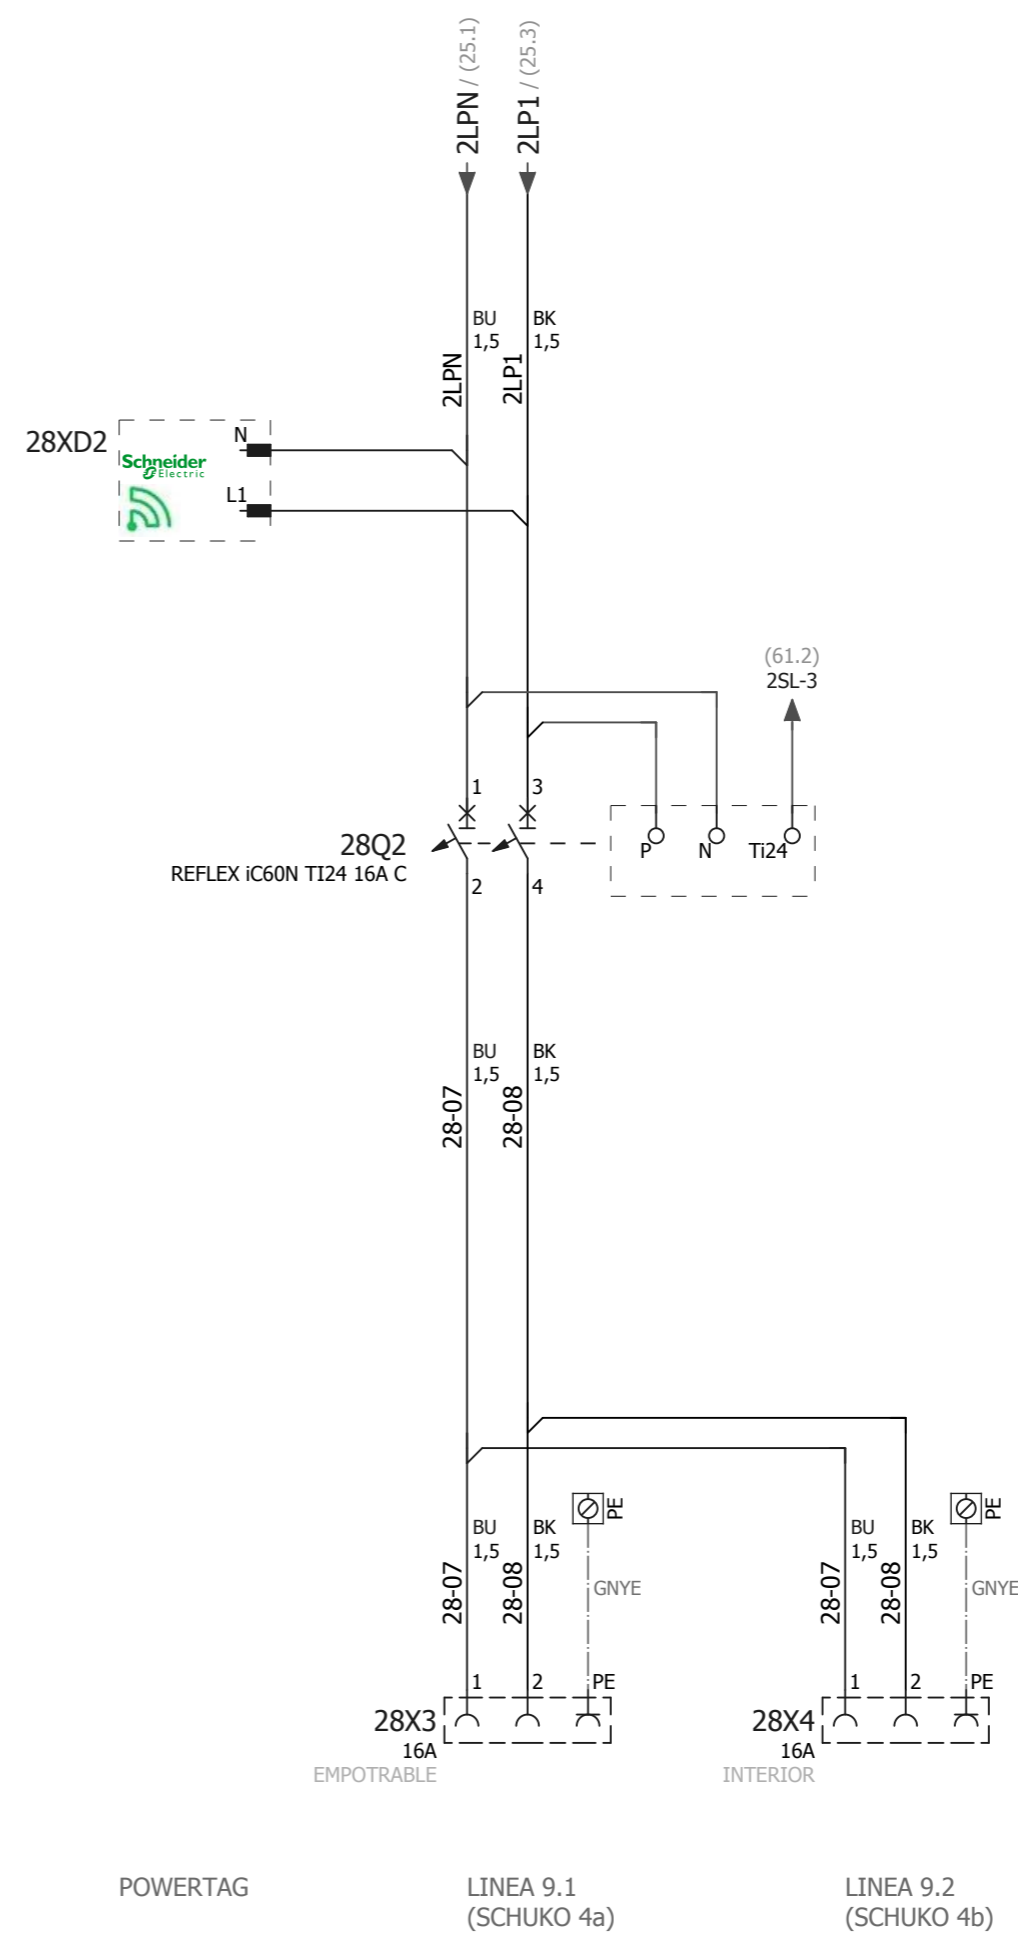 2LPN / (25.1)
2LP1 / (25.3)
BU
1,5
BK
1,5
2LPN
2LP1
28XD2
N
Schneider
Electric
L1
(61.2)
2SL-3
1
3
28Q2
REFLEX iC60N TI24 16A C
P
N
Ti24
2
4
BU
1,5
BK
1,5
28-07
28-08
PE
PE
BU
1,5
BK
1,5
BU
1,5
BK
1,5
GNYE
GNYE
28-07
28-08
28-07
28-08
1
2
PE
1
2
PE
28X3
16A
EMPOTRABLE
28X4
16A
INTERIOR
POWERTAG
LINEA 9.1
(SCHUKO 4a)
LINEA 9.2
(SCHUKO 4b)